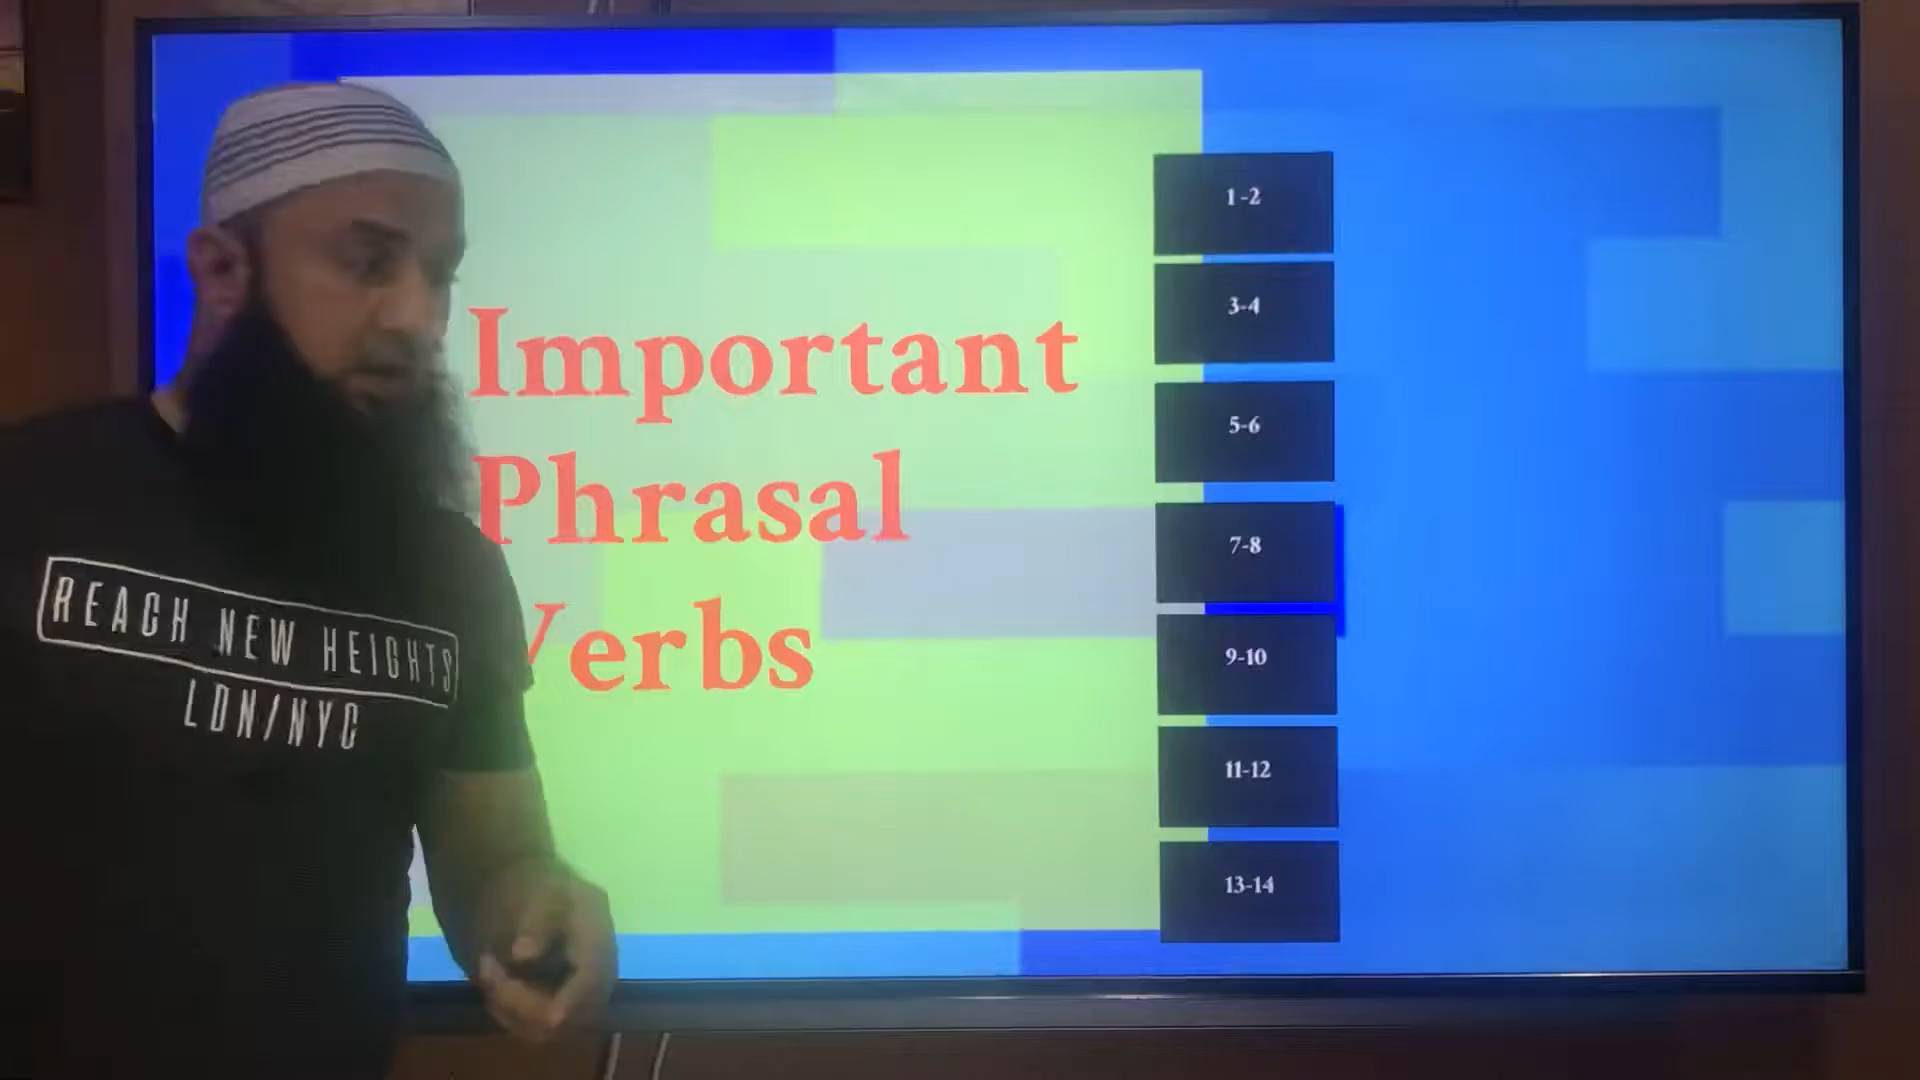 Important
Phrasal
Verbs
1-2
3-4
5-6
7-8
9-10
11-12
13-14
REACH NEW HEIGHTS
LDN/NYC